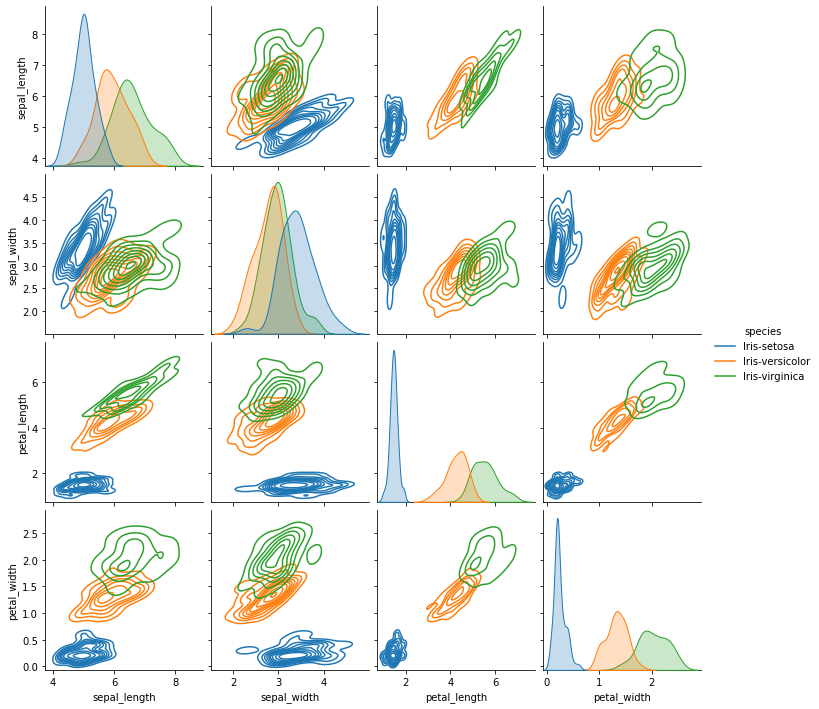 sepal_length
8
7
6
5
4
sepal_width
4.5
4.0
3.5
3.0
2.5
2.0
species
Iris-setosa
Iris-versicolor
Iris-virginica
petal_length
6
4
2
petal_width
2.5
2.0
1.5
1.0
0.5
0.0
4 6 8 2 3 4 2 4 6 0 1 2
sepal_length sepal_width petal_length petal_width